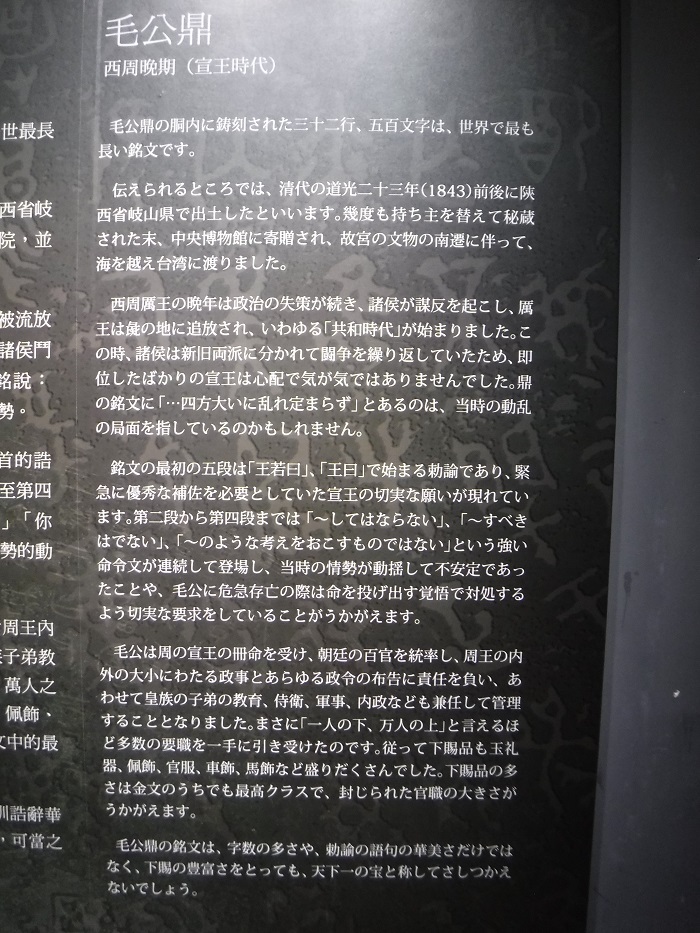 毛公鼎
西周晩期（宣王時代）
毛公鼎の胴内に鋳刻された三十二行、五百文字は、世界で最も
長い銘文です。
伝えられるところでは、清代の道光二十三年（1843）前後に陝
西省岐山県で出土したといいます。幾度も持ち主を替えて秘蔵
された末、中央博物館に寄贈され、故宮の文物の南遷に伴って、
海を越え台湾に渡りました。
西周厲王の晩年は政治の失策が続き、諸侯が謀反を起こし、厲
王は彘の地に追放され、いわゆる「共和時代」が始まりました。こ
の時、諸侯は新旧両派に分かれて闘争を繰り返していたため、即
位したばかりの宣王は心配で気が気ではありませんでした。鼎
の銘文に「…四方大いに乱れ定まらず」とあるのは、当時の動乱
の局面を指しているのかもしれません。
銘文の最初の五段は「王若曰」、「王曰」で始まる勅諭であり、緊
急に優秀な補佐を必要としていた宣王の切実な願いが現れてい
ます。第二段から第四段までは「～してはならない」、「～すべき
はでない」、「～のような考えをおこすものではない」という強い
命令文が連続して登場し、当時の情勢が動揺して不安定であっ
たことや、毛公に危急存亡の際は命を投げ出す覚悟で対処する
よう切実な要求をしていることがうかがえます。
毛公は周の宣王の冊命を受け、朝廷の百官を統率し、周王の内
外の大小にわたる政事とあらゆる政令の布告に責任を負い、あ
わせて皇族の子弟の教育、侍衛、軍事、内政なども兼任して管理
することとなりました。まさに「一人の下、万人の上」と言えるほ
ど多数の要職を一手に引き受けたのです。従って下賜品も玉礼
器、佩飾、官服、車飾、馬飾など盛りだくさんでした。下賜品の多
さは金文のうちでも最高クラスで、封じられた官職の大きさが
うかがえます。
毛公鼎の銘文は、字数の多さや、勅諭の語句の華美さだけでは
なく、下賜の豊富さをとっても、天下一の宝と称してさしつかえ
ないでしょう。
世最長
西省岐
院，並
被流放
諸侯鬥
銘說：
勢。
首的誥
至第四
」「你
勢的動
周王內
子弟教
萬人之
佩飾、
文中的最
訓誥辭華
，可當之